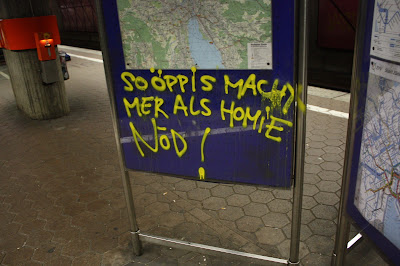 SO ÖPPIS MACHT
MER ALS HOMIE
NÖD !